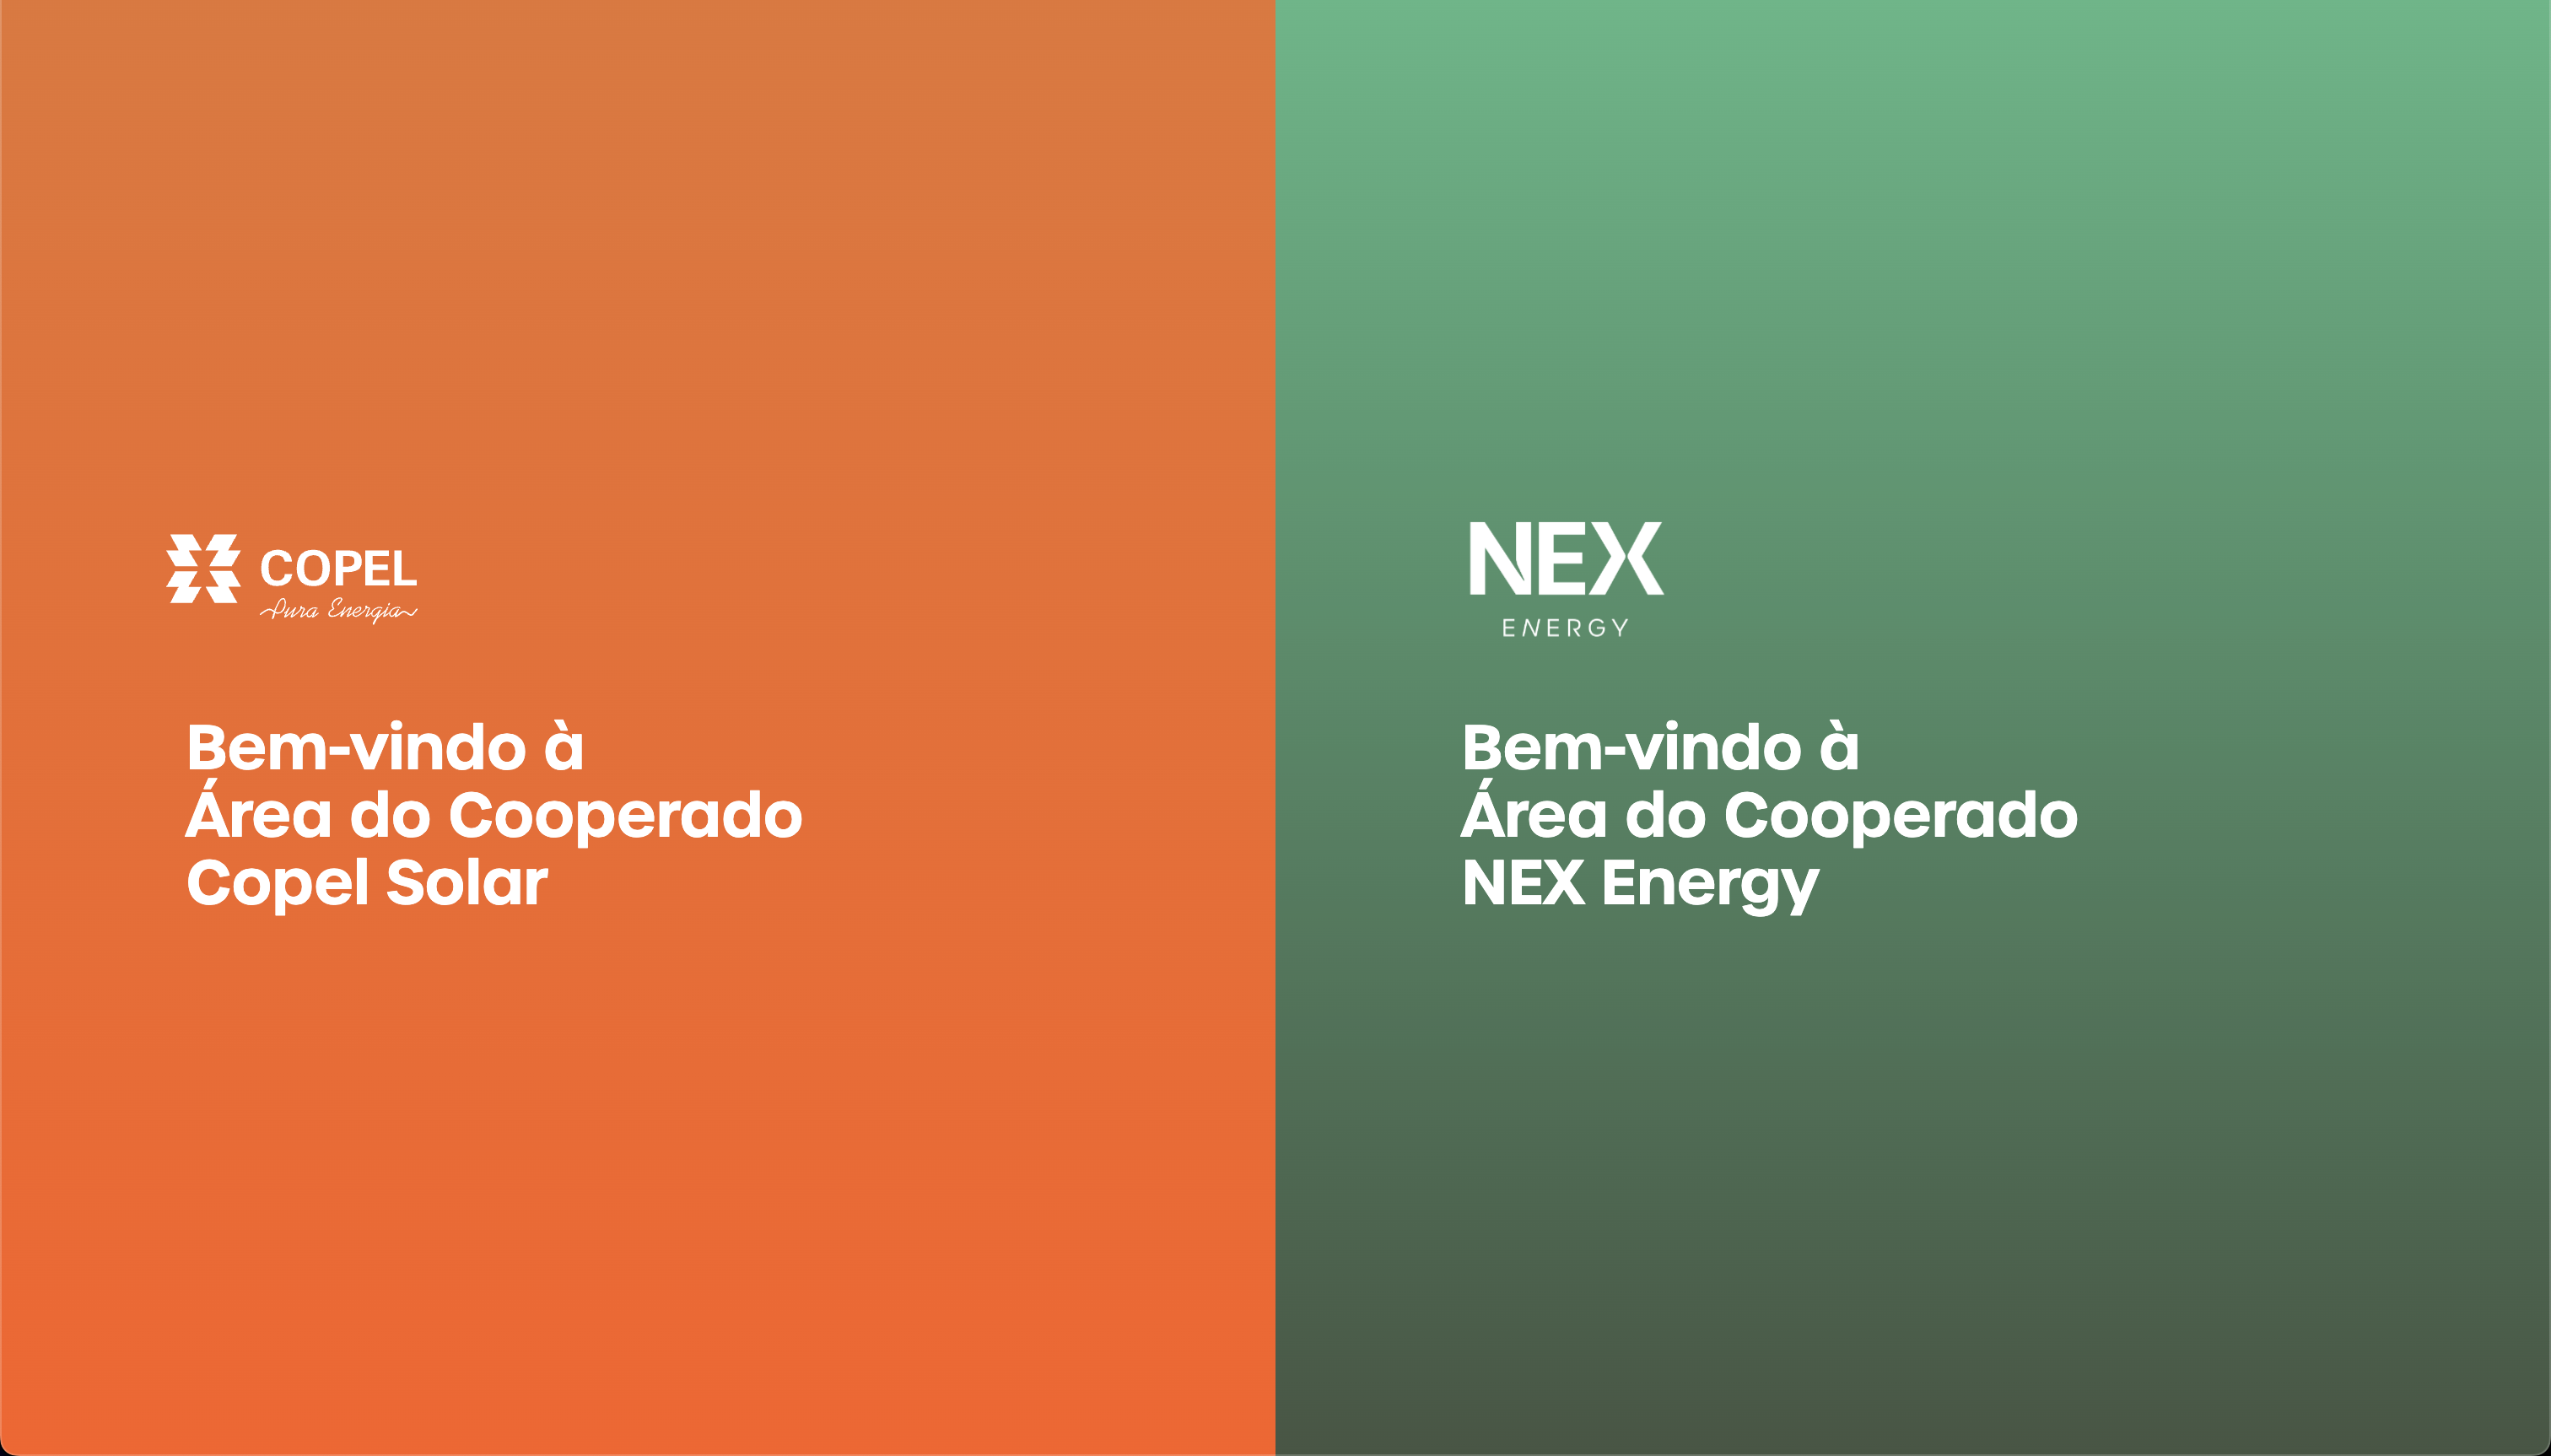 COPEL
Pura Energia
Bem-vindo à
Área do Cooperado
Copel Solar
NEX
ENERGY
Bem-vindo à
Área do Cooperado
NEX Energy